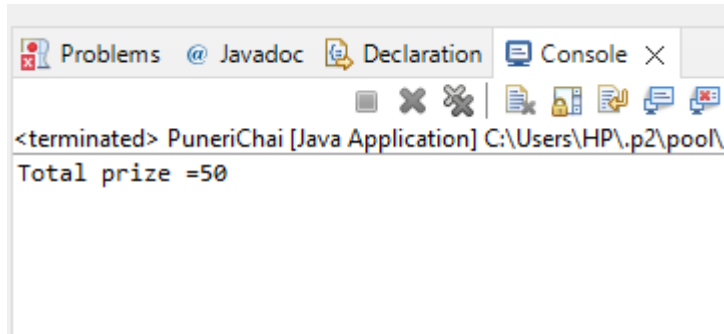 Problems @ Javadoc Declaration Console
<terminated> PuneriChai [Java Application] C:\Users\HP\.p2\pool\
Total prize =50